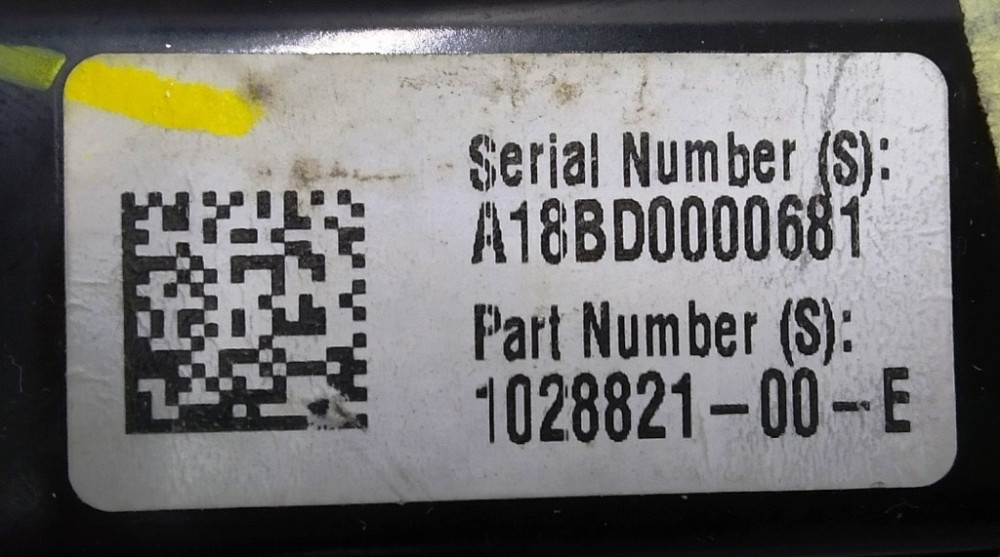 Serial Number (S):
A18BD0000681
Part Number (S):
1028821-00-E